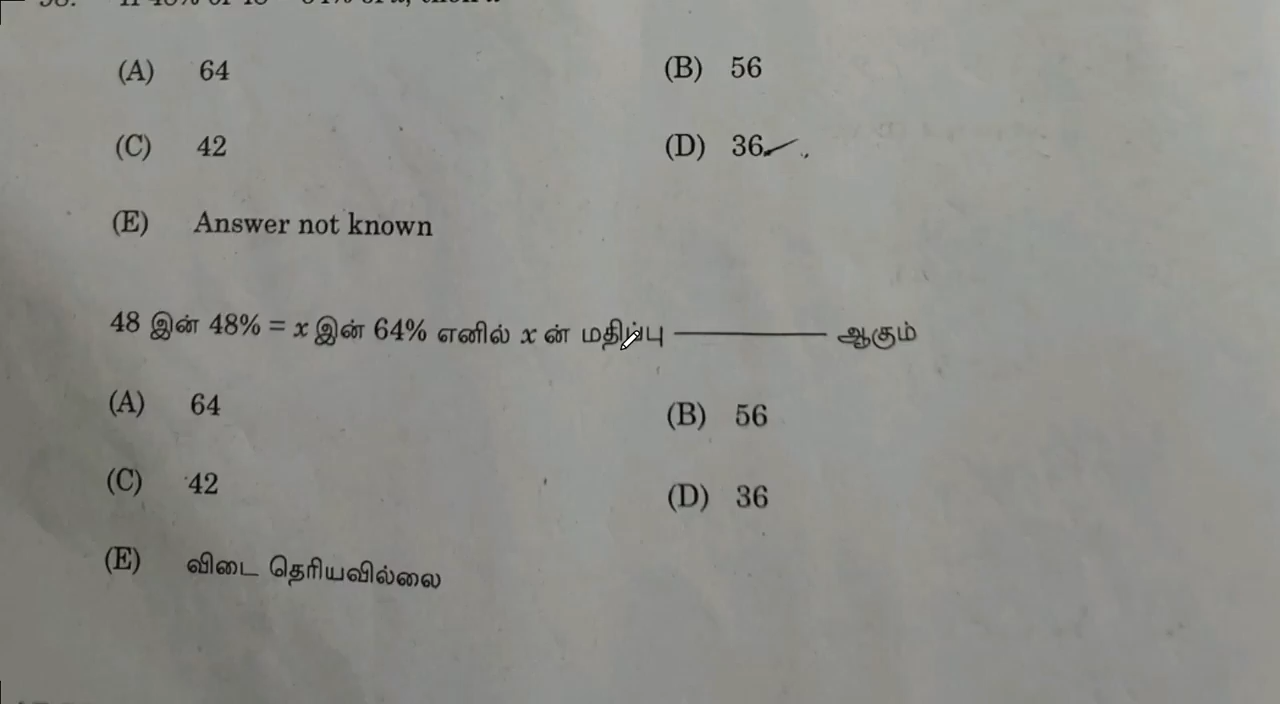 (A) 64
(B) 56
(C) 42
(D) 36
(E) Answer not known
48 இன் 48% = x இன் 64% எனில் x ன் மதிப்பு ———— ஆகும்
(A) 64
(B) 56
(C) 42
(D) 36
(E) விடை தெரியவில்லை